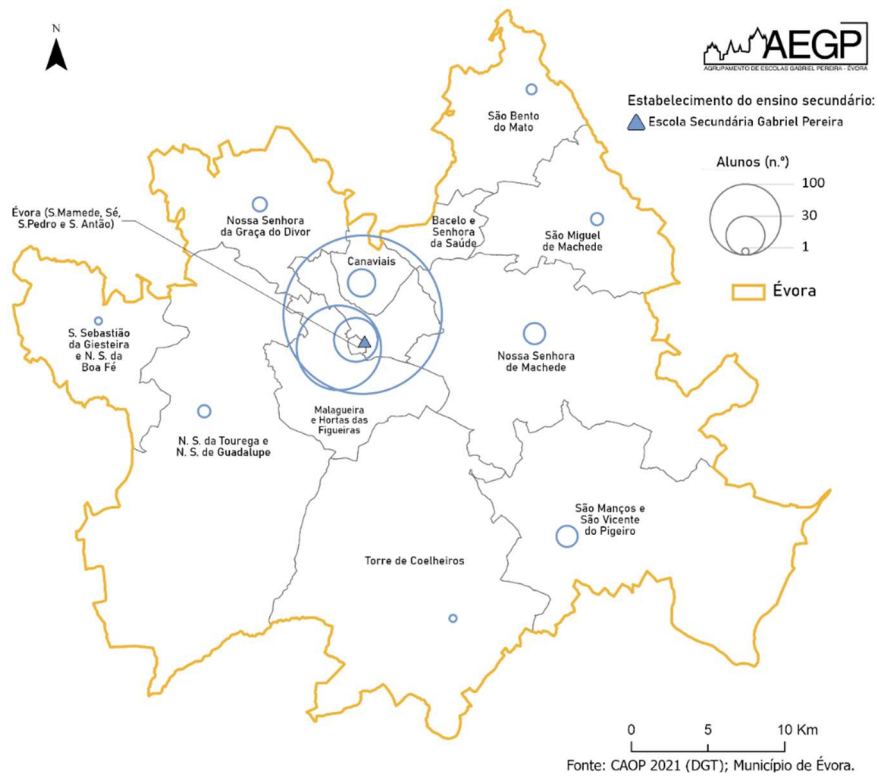 N
AEGP
AGRUPAMENTO DE ESCOLAS GABRIEL PEREIRA - ÉVORA
Estabelecimento do ensino secundário:
Escola Secundária Gabriel Pereira
Alunos (n.º)
100
30
1
Évora
São Bento
do Mato
Évora (S.Mamede, Sé,
S.Pedro e S. Antão)
Nossa Senhora
da Graça do Divor
Bacelo e
Senhora
da Saúde
São Miguel
de Machede
Canaviais
S. Sebastião
da Giesteira
e N. S. da
Boa Fé
Nossa Senhora
de Machede
N. S. da Tourega e
N. S. de Guadalupe
Malagueira
e Hortas das
Figueiras
São Manços e
São Vicente
do Pigeiro
Torre de Coelheiros
0 5 10 Km
Fonte: CAOP 2021 (DGT); Município de Évora.